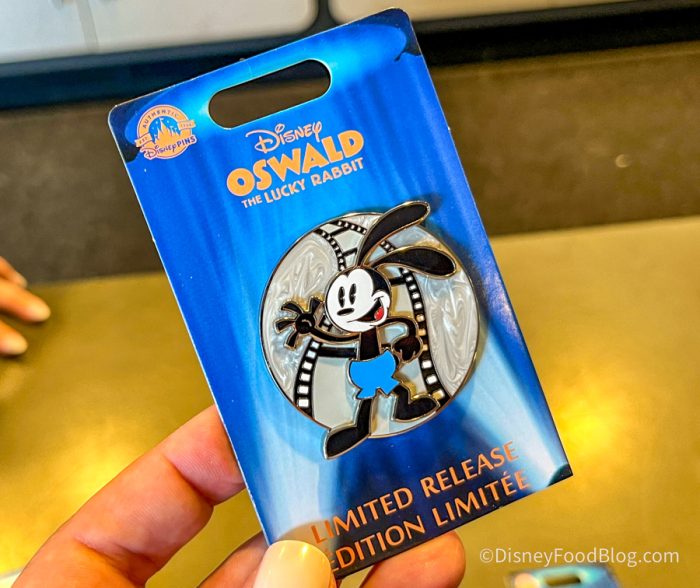 AUTHENTIC
DISNEY PINS
Disney
OSWALD
THE LUCKY RABBIT
LIMITED RELEASE
EDITION LIMITÉE
©DisneyFoodBlog.com